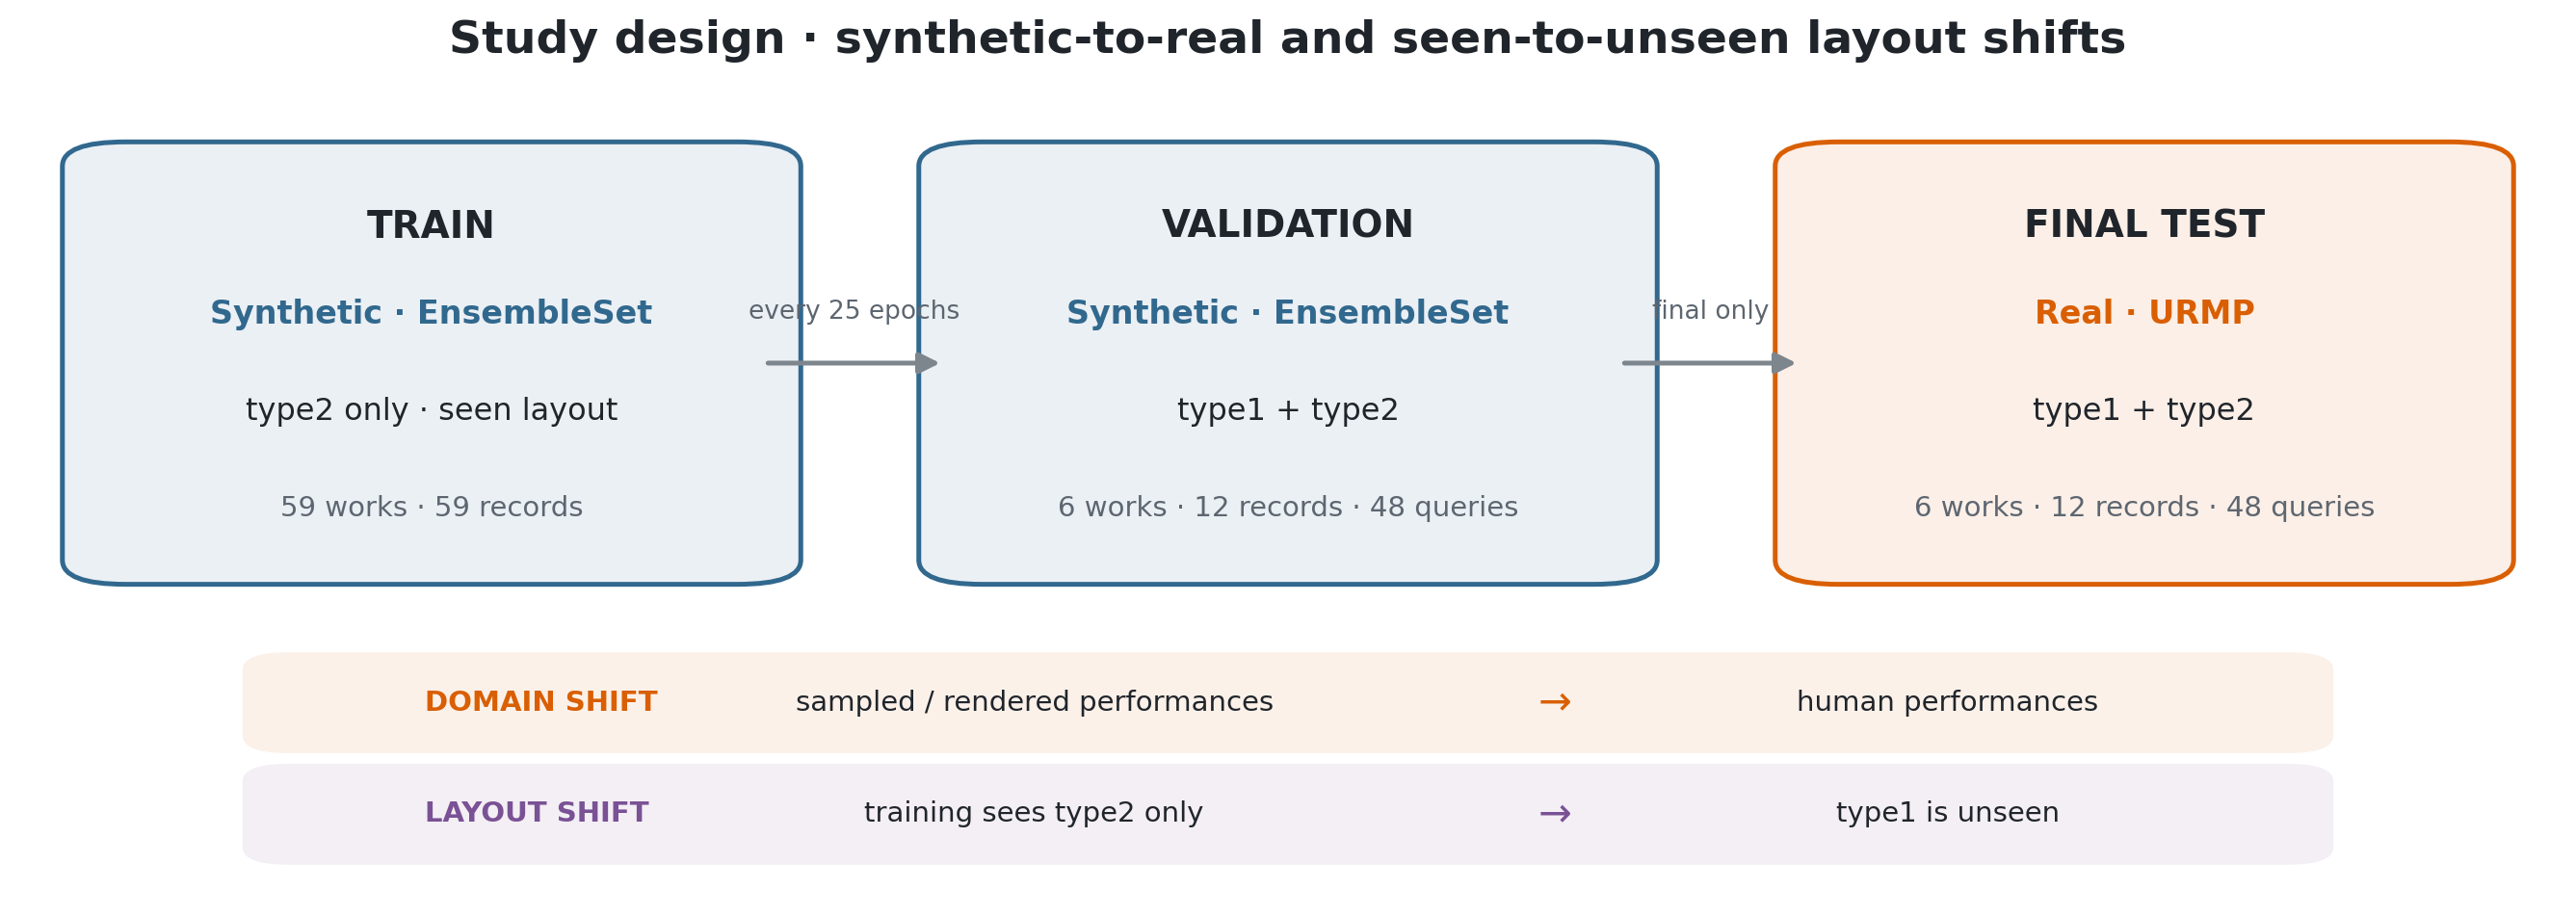 Study design · synthetic-to-real and seen-to-unseen layout shifts
TRAIN
Synthetic · EnsembleSet
type2 only · seen layout
59 works · 59 records
every 25 epochs
VALIDATION
Synthetic · EnsembleSet
type1 + type2
6 works · 12 records · 48 queries
final only
FINAL TEST
Real · URMP
type1 + type2
6 works · 12 records · 48 queries
DOMAIN SHIFT sampled / rendered performances → human performances
LAYOUT SHIFT training sees type2 only → type1 is unseen